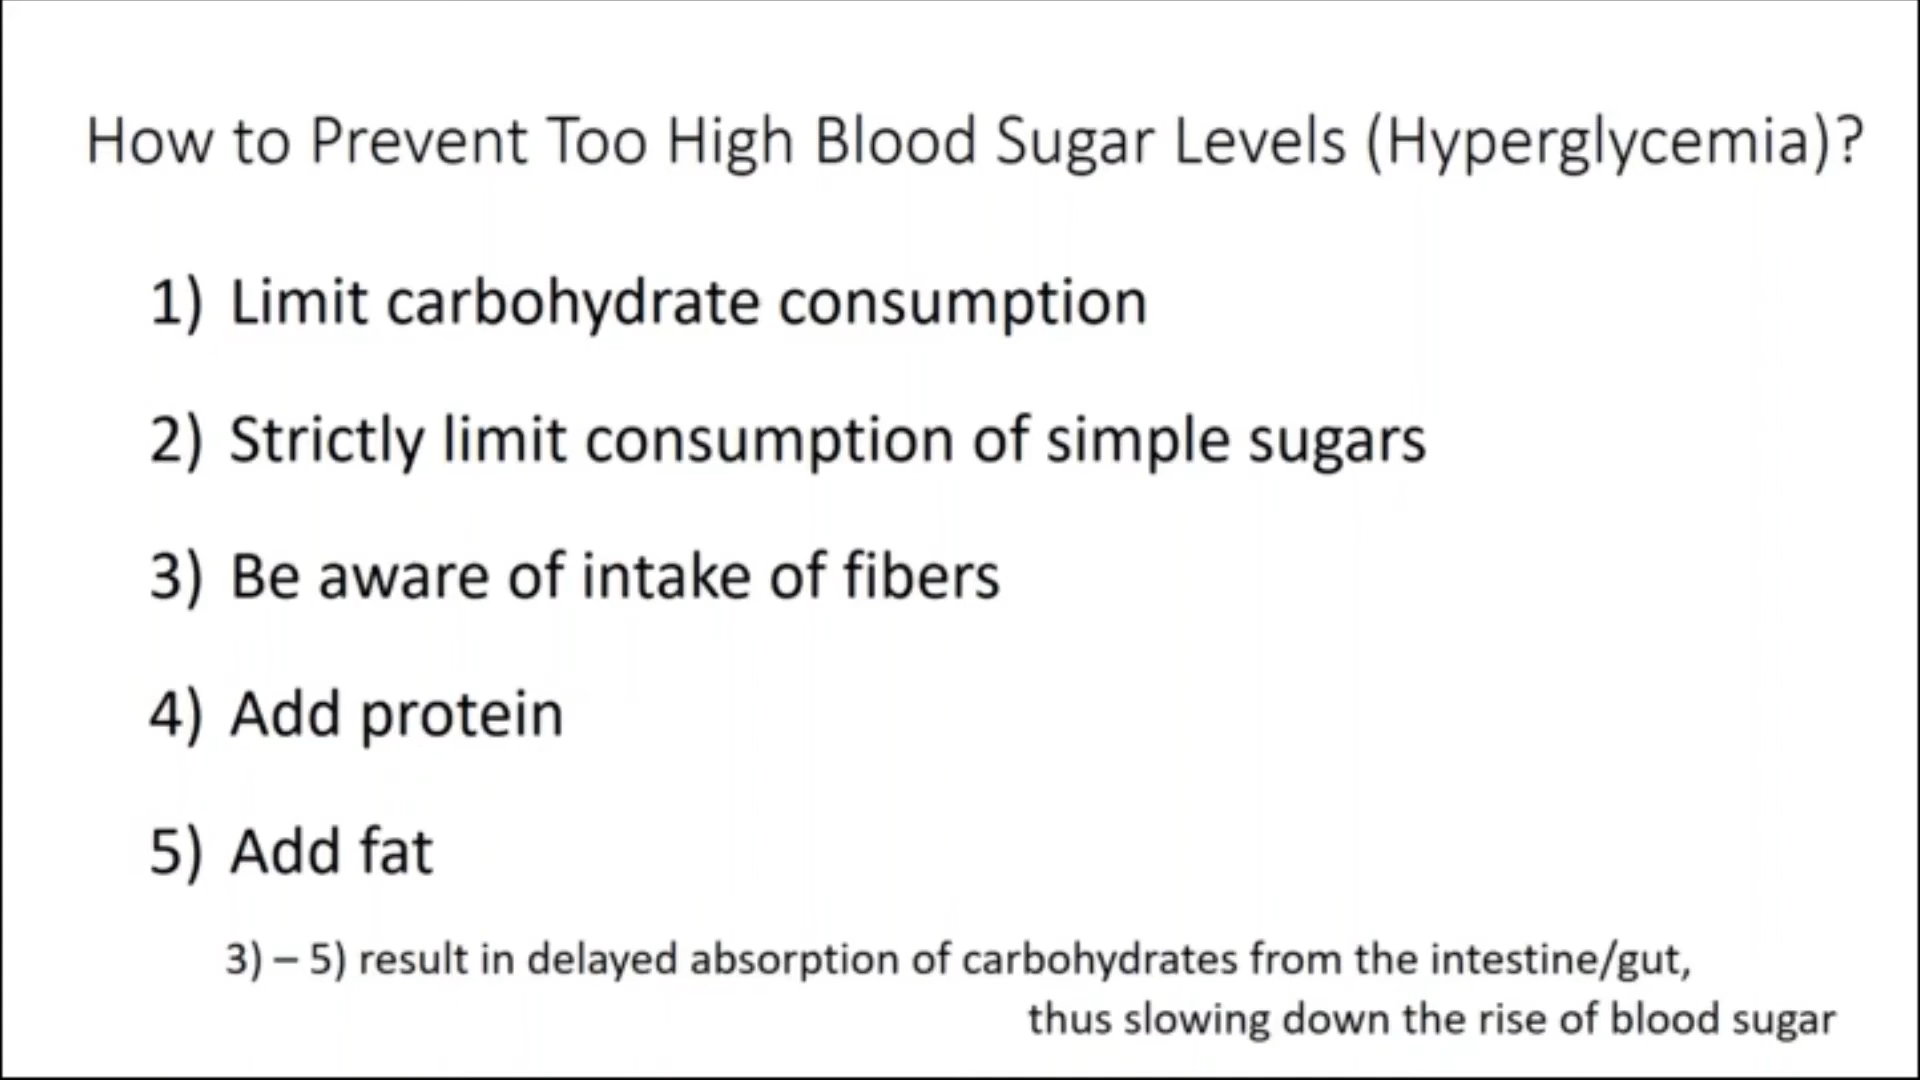 How to Prevent Too High Blood Sugar Levels (Hyperglycemia)?
1) Limit carbohydrate consumption
2) Strictly limit consumption of simple sugars
3) Be aware of intake of fibers
4) Add protein
5) Add fat
3) – 5) result in delayed absorption of carbohydrates from the intestine/gut,
thus slowing down the rise of blood sugar